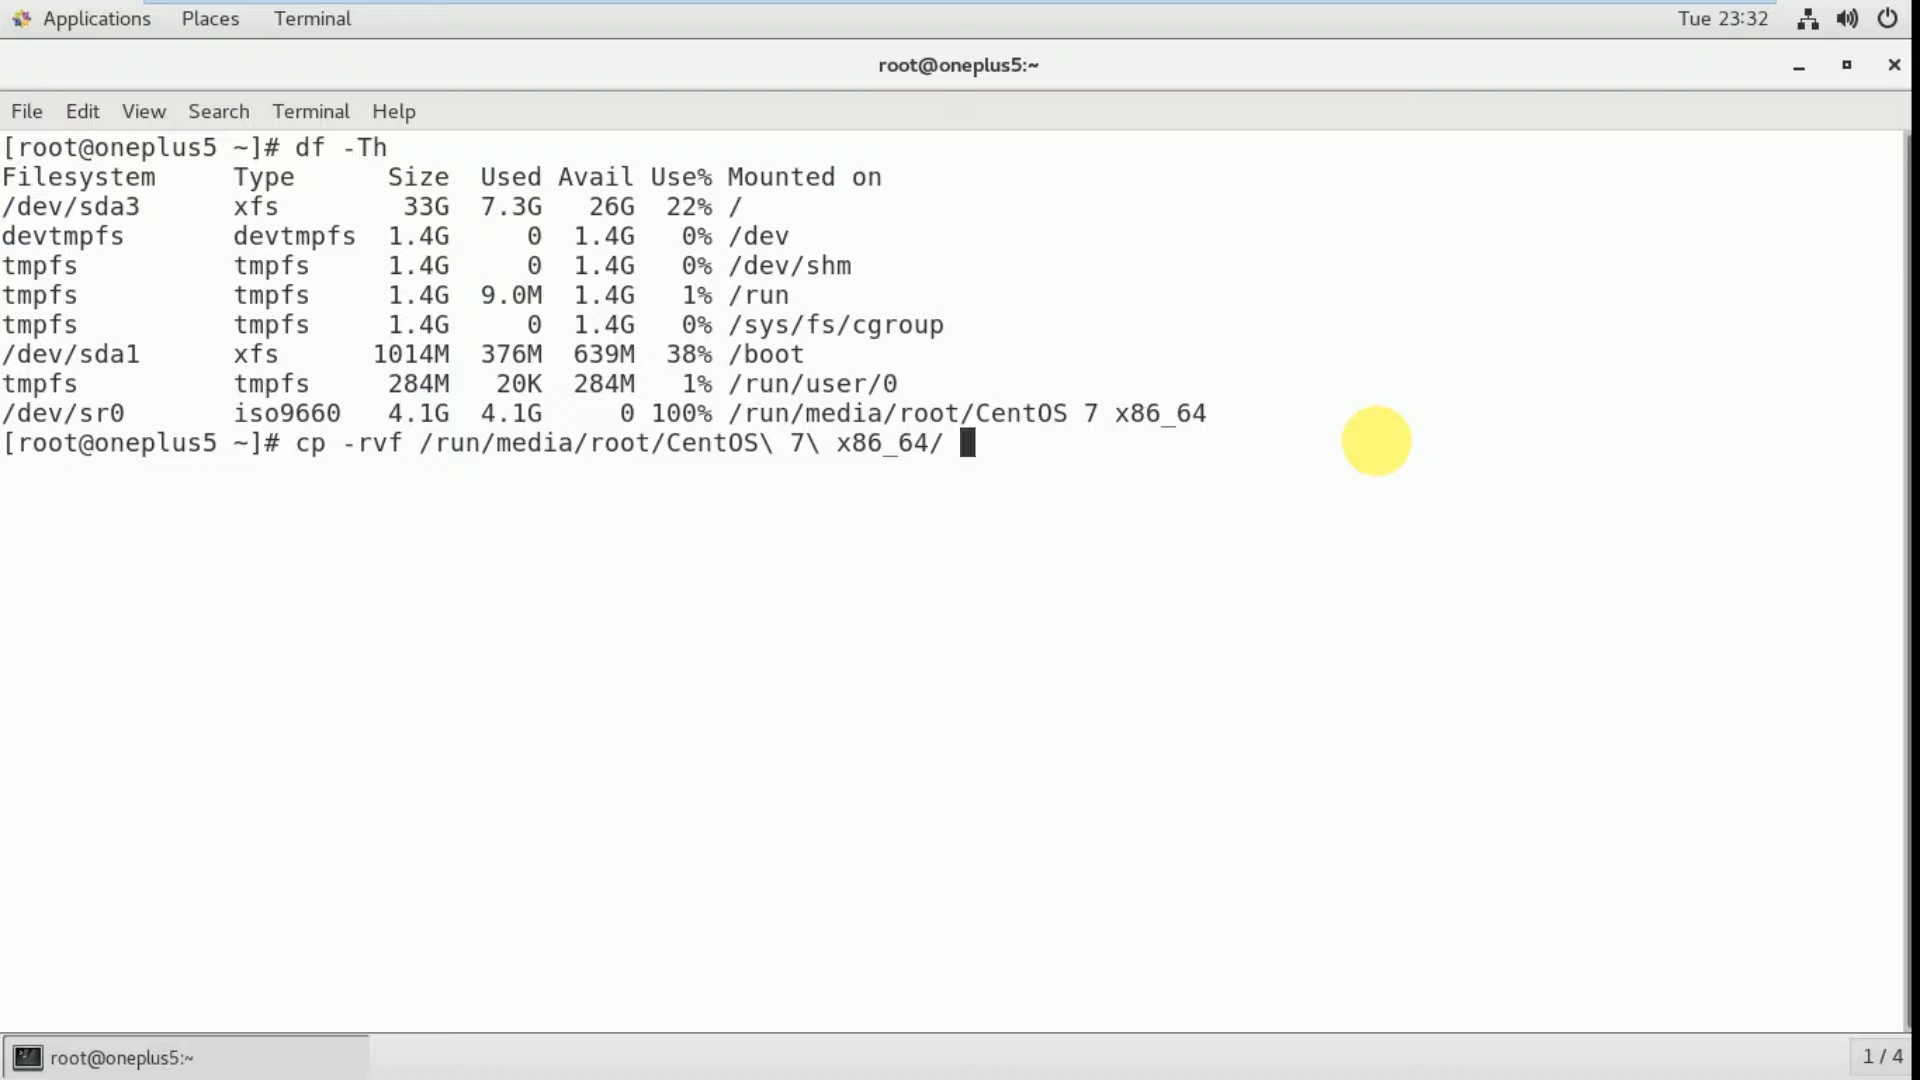 Applications Places Terminal Tue 23:32
root@oneplus5:~
File Edit View Search Terminal Help
[root@oneplus5 ~]# df -Th
Filesystem     Type      Size  Used Avail Use% Mounted on
/dev/sda3      xfs        33G  7.3G   26G  22% /
devtmpfs       devtmpfs  1.4G     0  1.4G   0% /dev
tmpfs          tmpfs     1.4G     0  1.4G   0% /dev/shm
tmpfs          tmpfs     1.4G  9.0M  1.4G   1% /run
tmpfs          tmpfs     1.4G     0  1.4G   0% /sys/fs/cgroup
/dev/sda1      xfs      1014M  376M  639M  38% /boot
tmpfs          tmpfs     284M   20K  284M   1% /run/user/0
/dev/sr0       iso9660   4.1G  4.1G     0 100% /run/media/root/CentOS 7 x86_64
[root@oneplus5 ~]# cp -rvf /run/media/root/CentOS\ 7\ x86_64/
root@oneplus5:~ 1 / 4